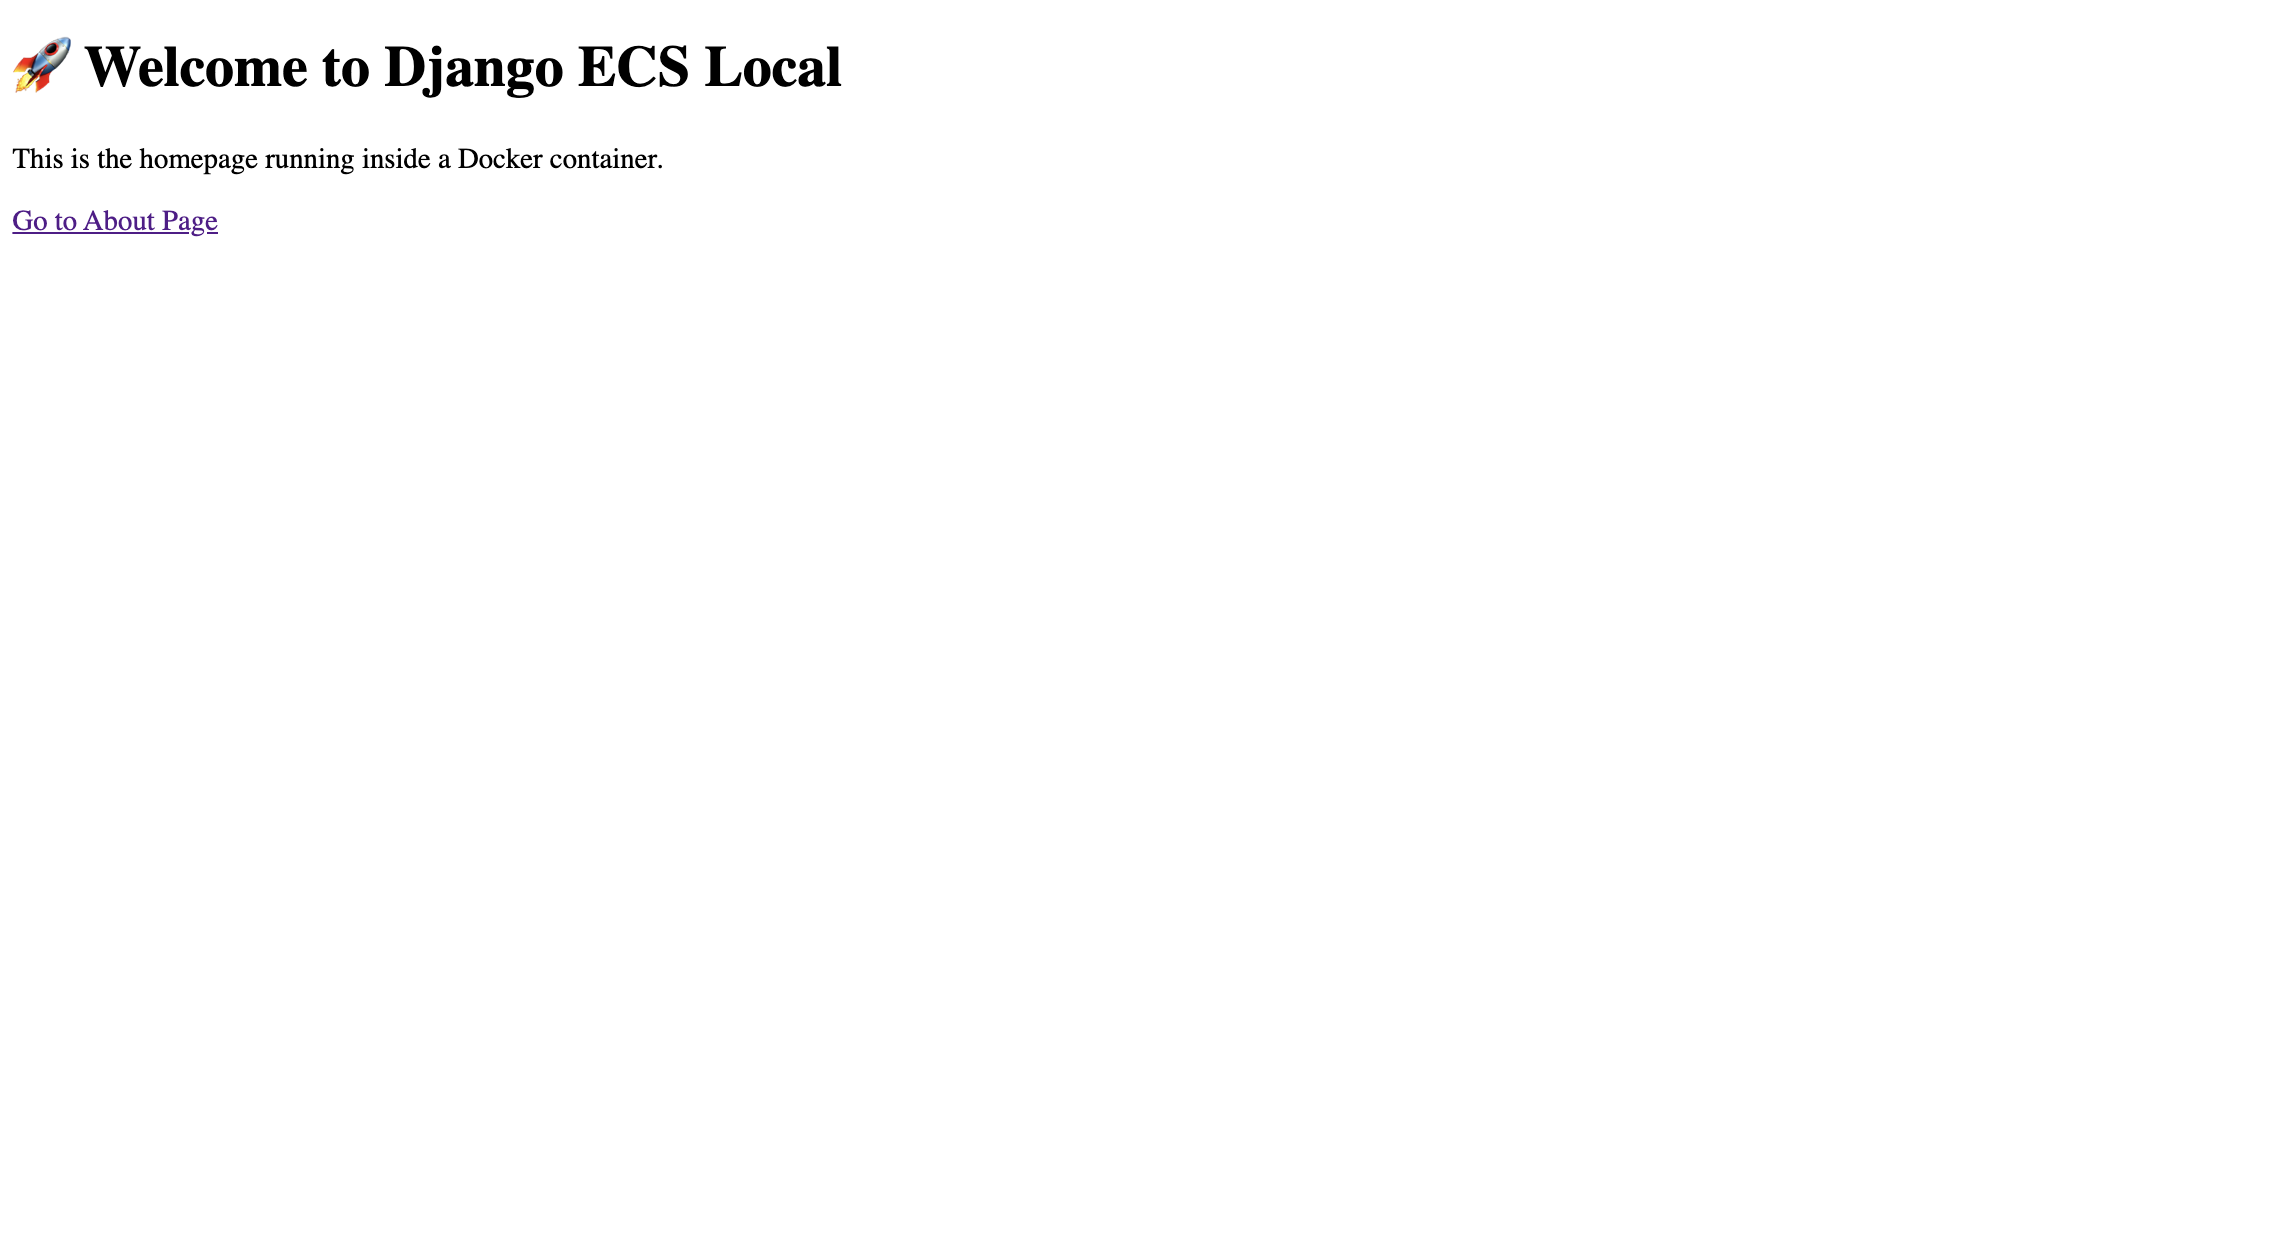 🚀 Welcome to Django ECS Local
This is the homepage running inside a Docker container.
Go to About Page